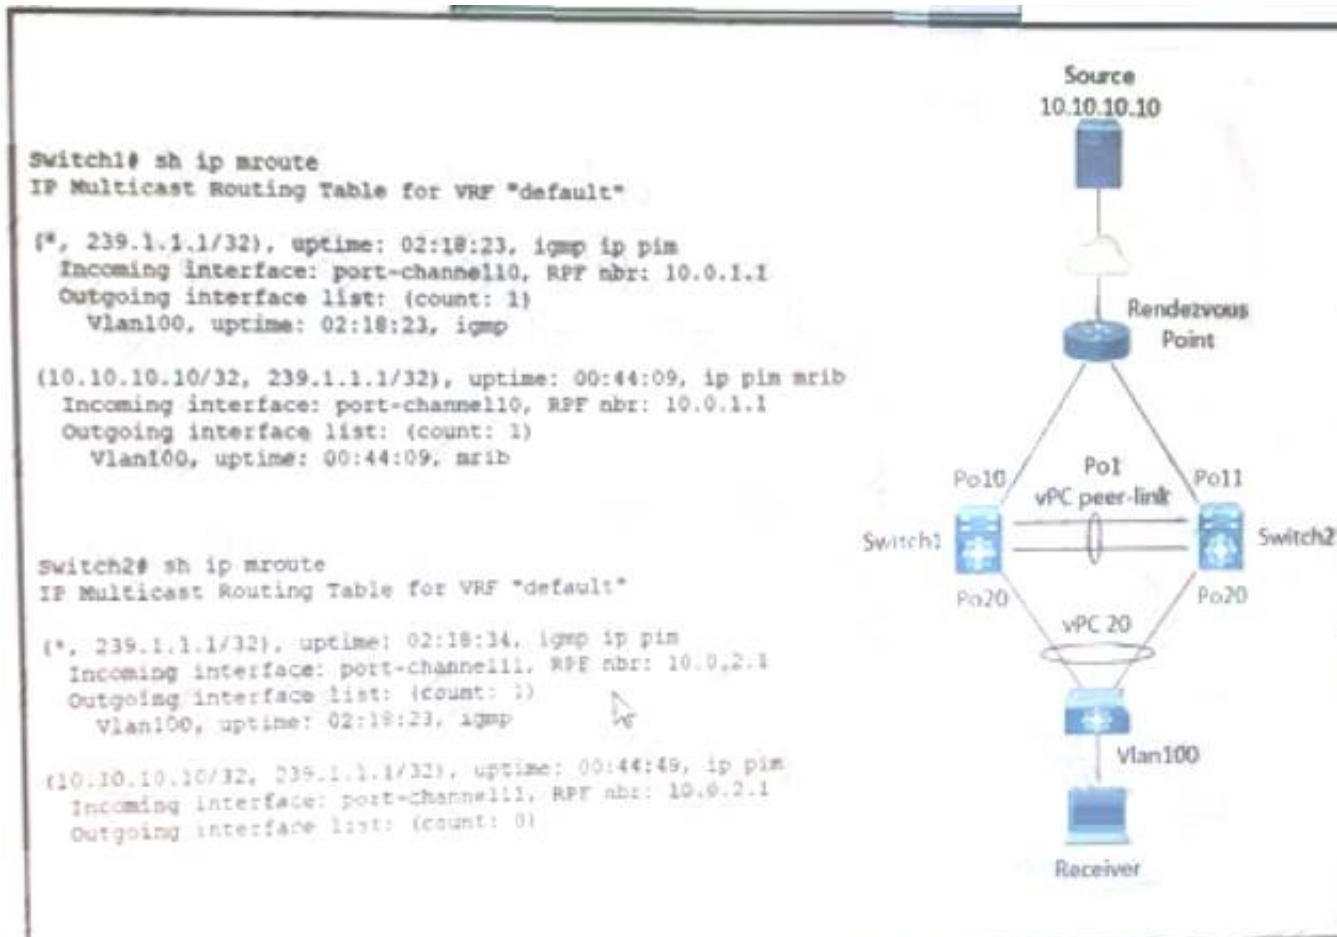 Switch1# sh ip mroute
IP Multicast Routing Table for VRF "default"
(*, 239.1.1.1/32), uptime: 02:18:23, igmp ip pim
Incoming interface: port-channel10, RPF nbr: 10.0.1.1
Outgoing interface list: (count: 1)
Vlan100, uptime: 02:18:23, igmp
(10.10.10.10/32, 239.1.1.1/32), uptime: 00:44:09, ip pim mrib
Incoming interface: port-channel10, RPF nbr: 10.0.1.1
Outgoing interface list: (count: 1)
Vlan100, uptime: 00:44:09, mrib
Switch2# sh ip mroute
IP Multicast Routing Table for VRF "default"
(*, 239.1.1.1/32), uptime: 02:18:34, igmp ip pim
Incoming interface: port-channel11, RPF nbr: 10.0.2.1
Outgoing interface list: (count: 1)
Vlan100, uptime: 02:18:23, igmp
(10.10.10.10/32, 239.1.1.1/32), uptime: 00:44:49, ip pim
Incoming interface: port-channel11, RPF nbr: 10.0.2.1
Outgoing interface list: (count: 0)
Source
10.10.10.10
Rendezvous
Point
Po10
Po1
vPC peer-link
Po11
Switch1
Switch2
Po20
Po20
vPC 20
Vlan100
Receiver